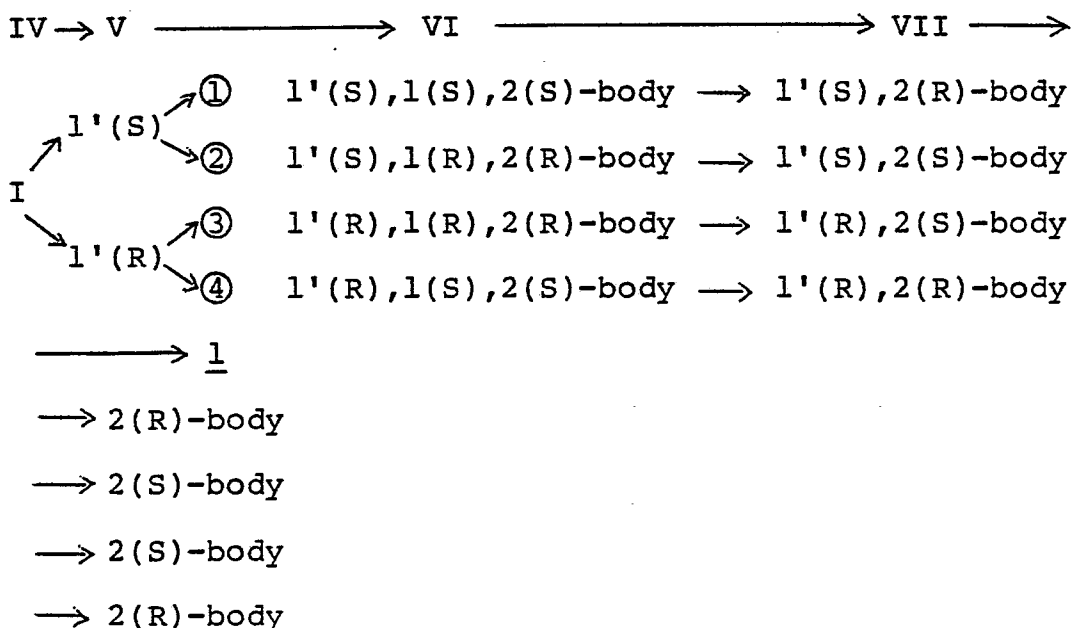 IV → V → VI → VII →
① 1'(S),1(S),2(S)-body → 1'(S),2(R)-body
1'(S)
② 1'(S),1(R),2(R)-body → 1'(S),2(S)-body
I
③ 1'(R),1(R),2(R)-body → 1'(R),2(S)-body
1'(R)
④ 1'(R),1(S),2(S)-body → 1'(R),2(R)-body
→ 1
→ 2(R)-body
→ 2(S)-body
→ 2(S)-body
→ 2(R)-body